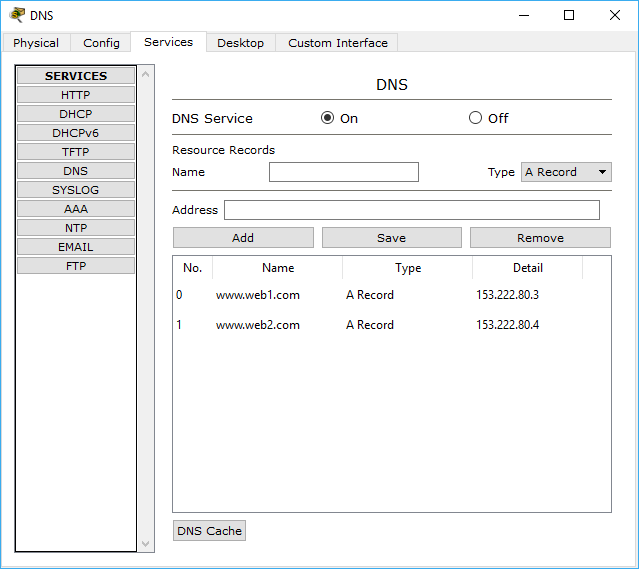 DNS
Physical Config Services Desktop Custom Interface
SERVICES
HTTP
DHCP
DHCPv6
TFTP
DNS
SYSLOG
AAA
NTP
EMAIL
FTP
DNS
DNS Service On Off
Resource Records
Name Type A Record
Address
Add Save Remove
No. Name Type Detail
0 www.web1.com A Record 153.222.80.3
1 www.web2.com A Record 153.222.80.4
DNS Cache